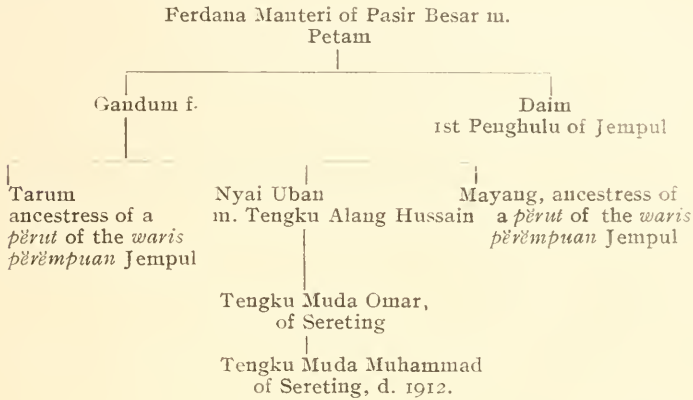 Ferdana Manteri of Pasir Besar m.
Petam
Gandum f.
Daim
1st Penghulu of Jempul
Tarum
ancestress of a
pĕrut of the waris
pĕrĕmpuan Jempul
Nyai Uban
m. Tengku Alang Hussain
Mayang, ancestress of
a pĕrut of the waris
pĕrĕmpuan Jempul
Tengku Muda Omar,
of Sereting
Tengku Muda Muhammad
of Sereting, d. 1912.